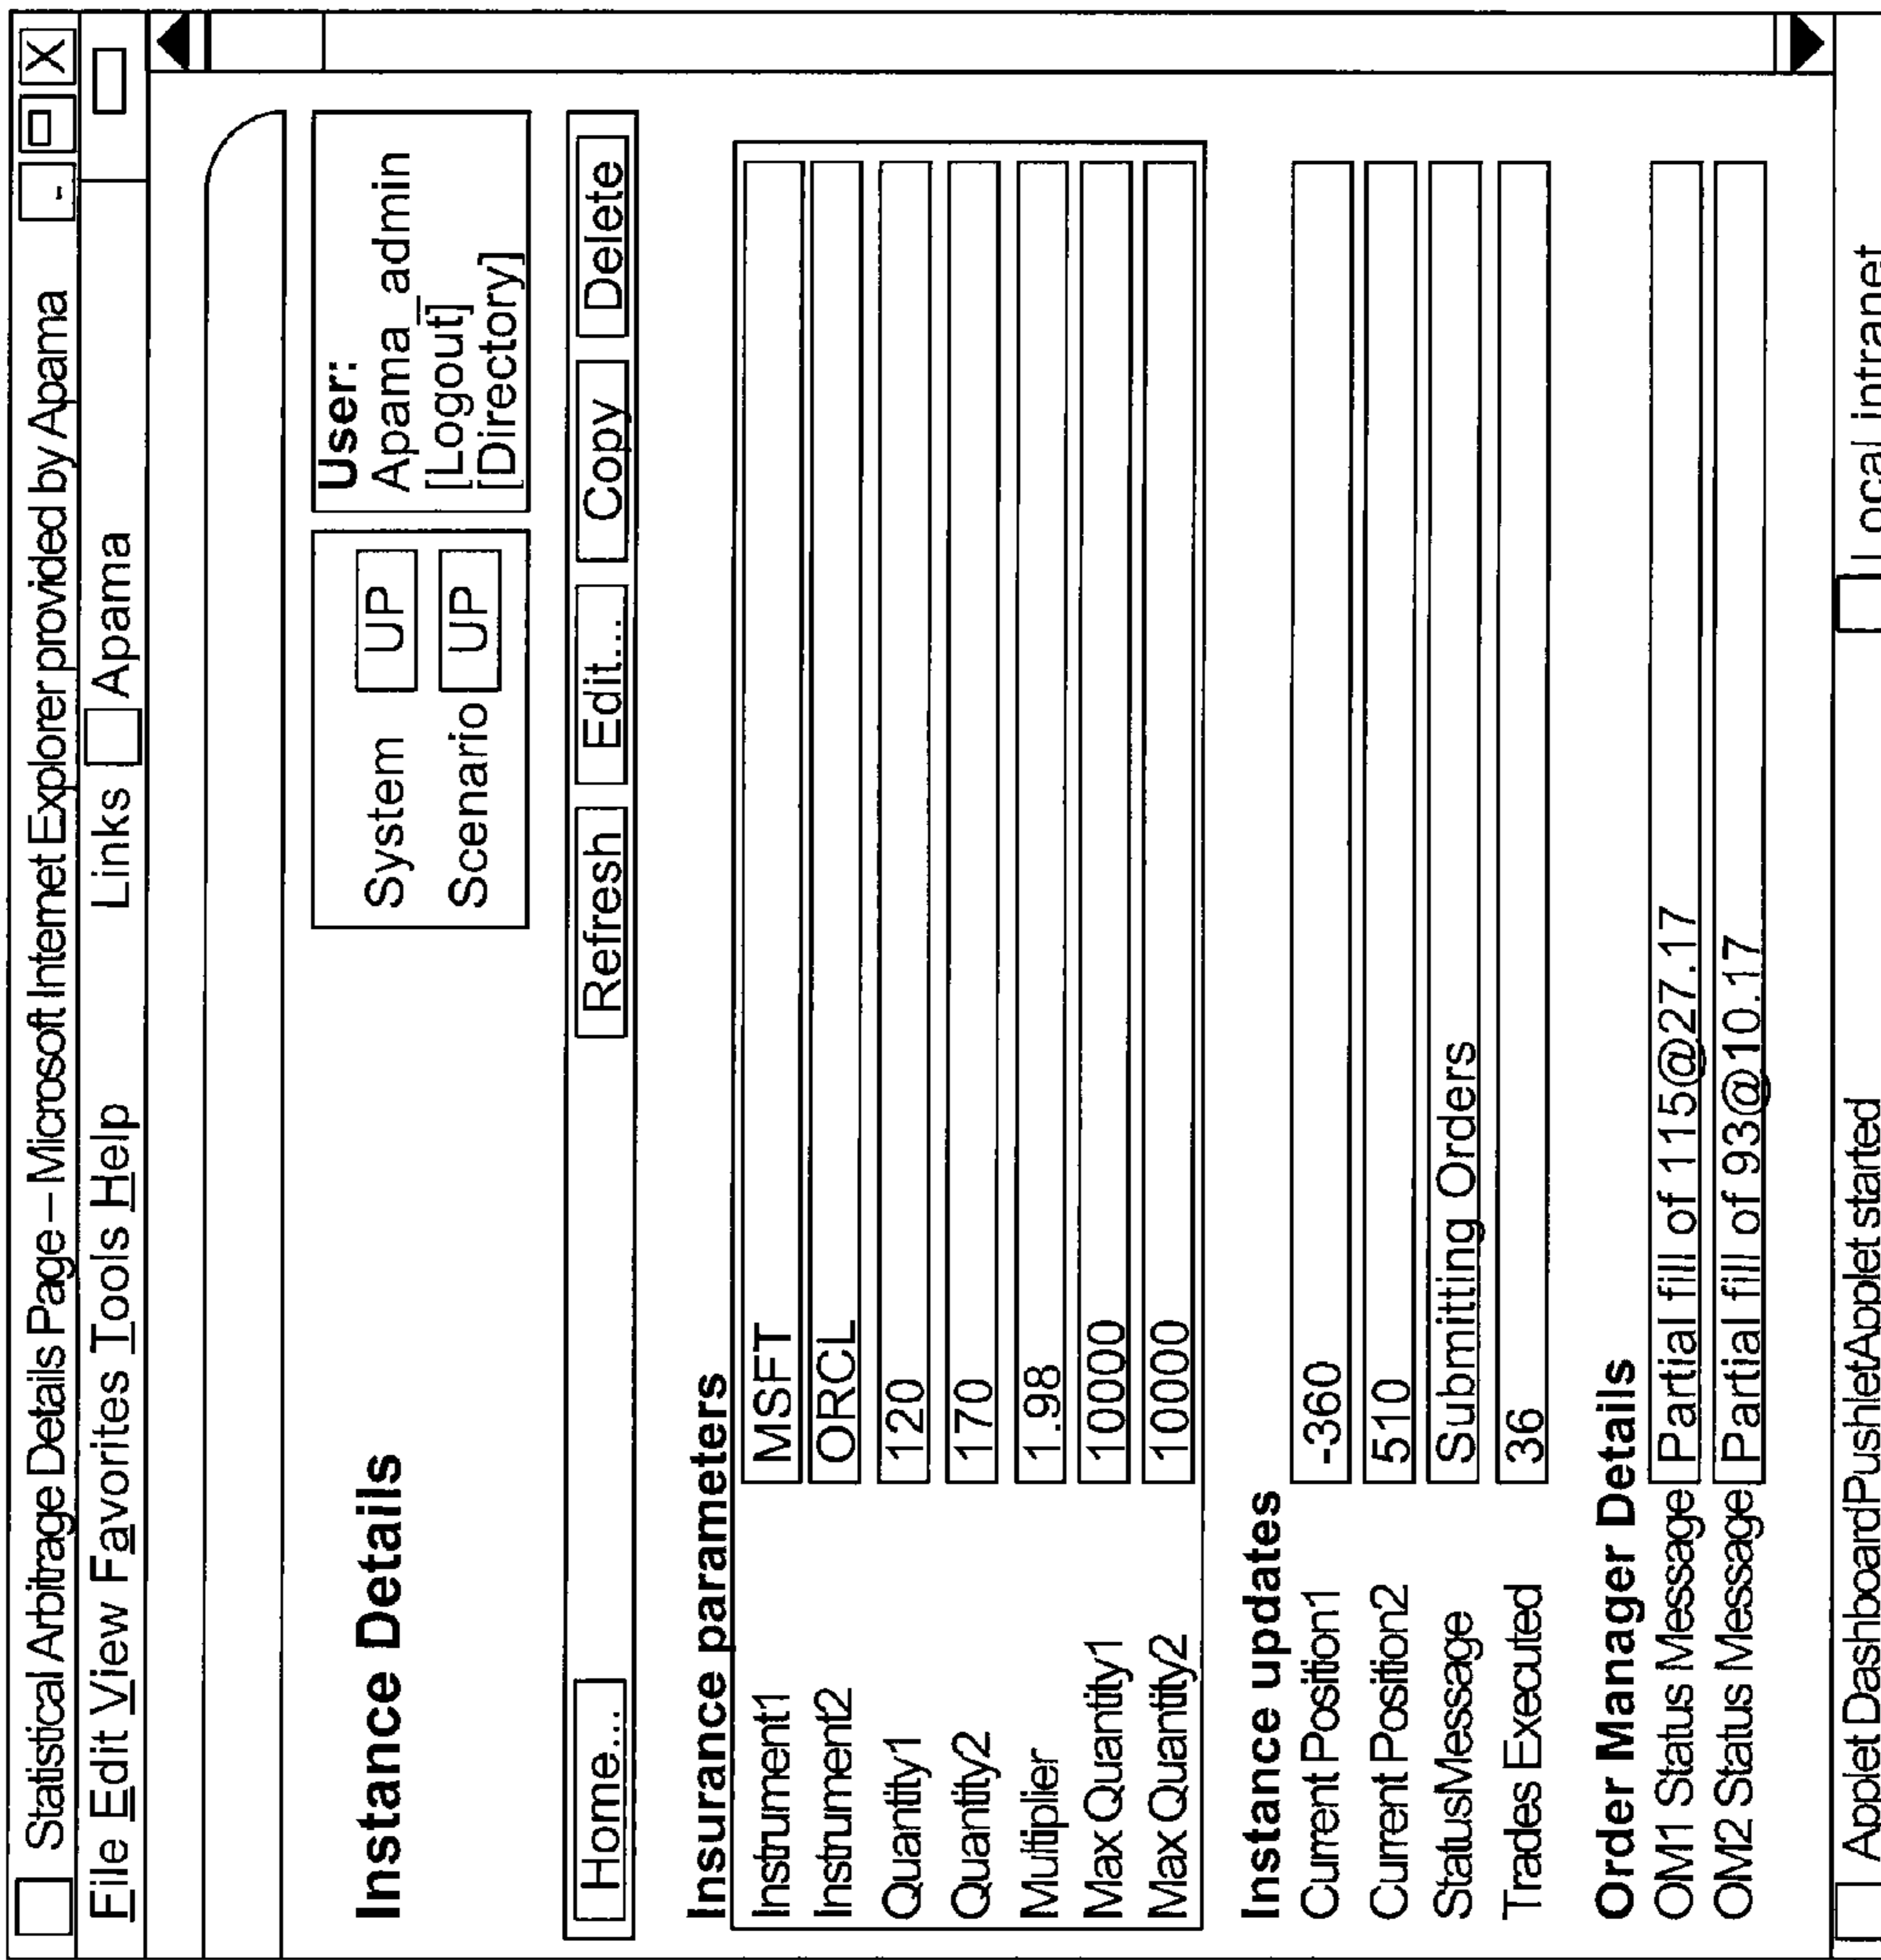 Statistical Arbitrage Details Page – Microsoft Internet Explorer provided by Apama - X
File Edit View Favorites Tools Help Links Apama
Instance Details
System UP
Scenario UP
User:
Apama_admin
[Logout]
[Directory]
Home... Refresh Edit... Copy Delete
Insurance parameters
Instrument1 MSFT
Instrument2 ORCL
Quantity1 120
Quantity2 170
Multiplier 1.98
Max Quantity1 10000
Max Quantity2 10000
Instance updates
Current Position1 -360
Current Position2 510
StatusMessage Submitting Orders
Trades Executed 36
Order Manager Details
OM1 Status Message Partial fill of 115@27.17
OM2 Status Message Partial fill of 93@10.17
Applet DashboardPushletApplet started Local intranet